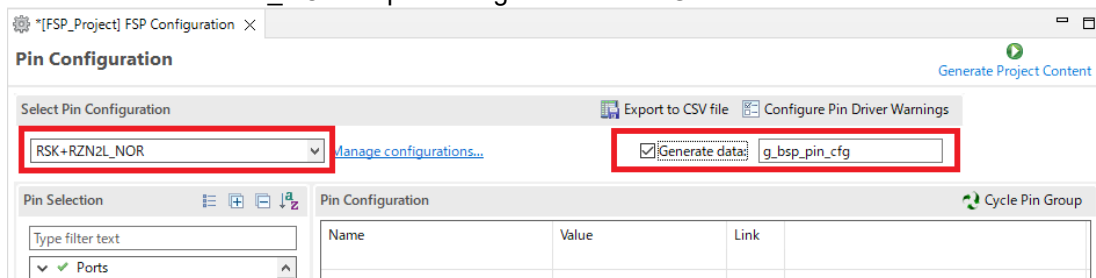 *[FSP_Project] FSP Configuration
Pin Configuration
Generate Project Content
Select Pin Configuration
Export to CSV file
Configure Pin Driver Warnings
RSK+RZN2L_NOR
Manage configurations...
Generate data:
g_bsp_pin_cfg
Pin Selection
Pin Configuration
Cycle Pin Group
Type filter text
Name
Value
Link
Ports